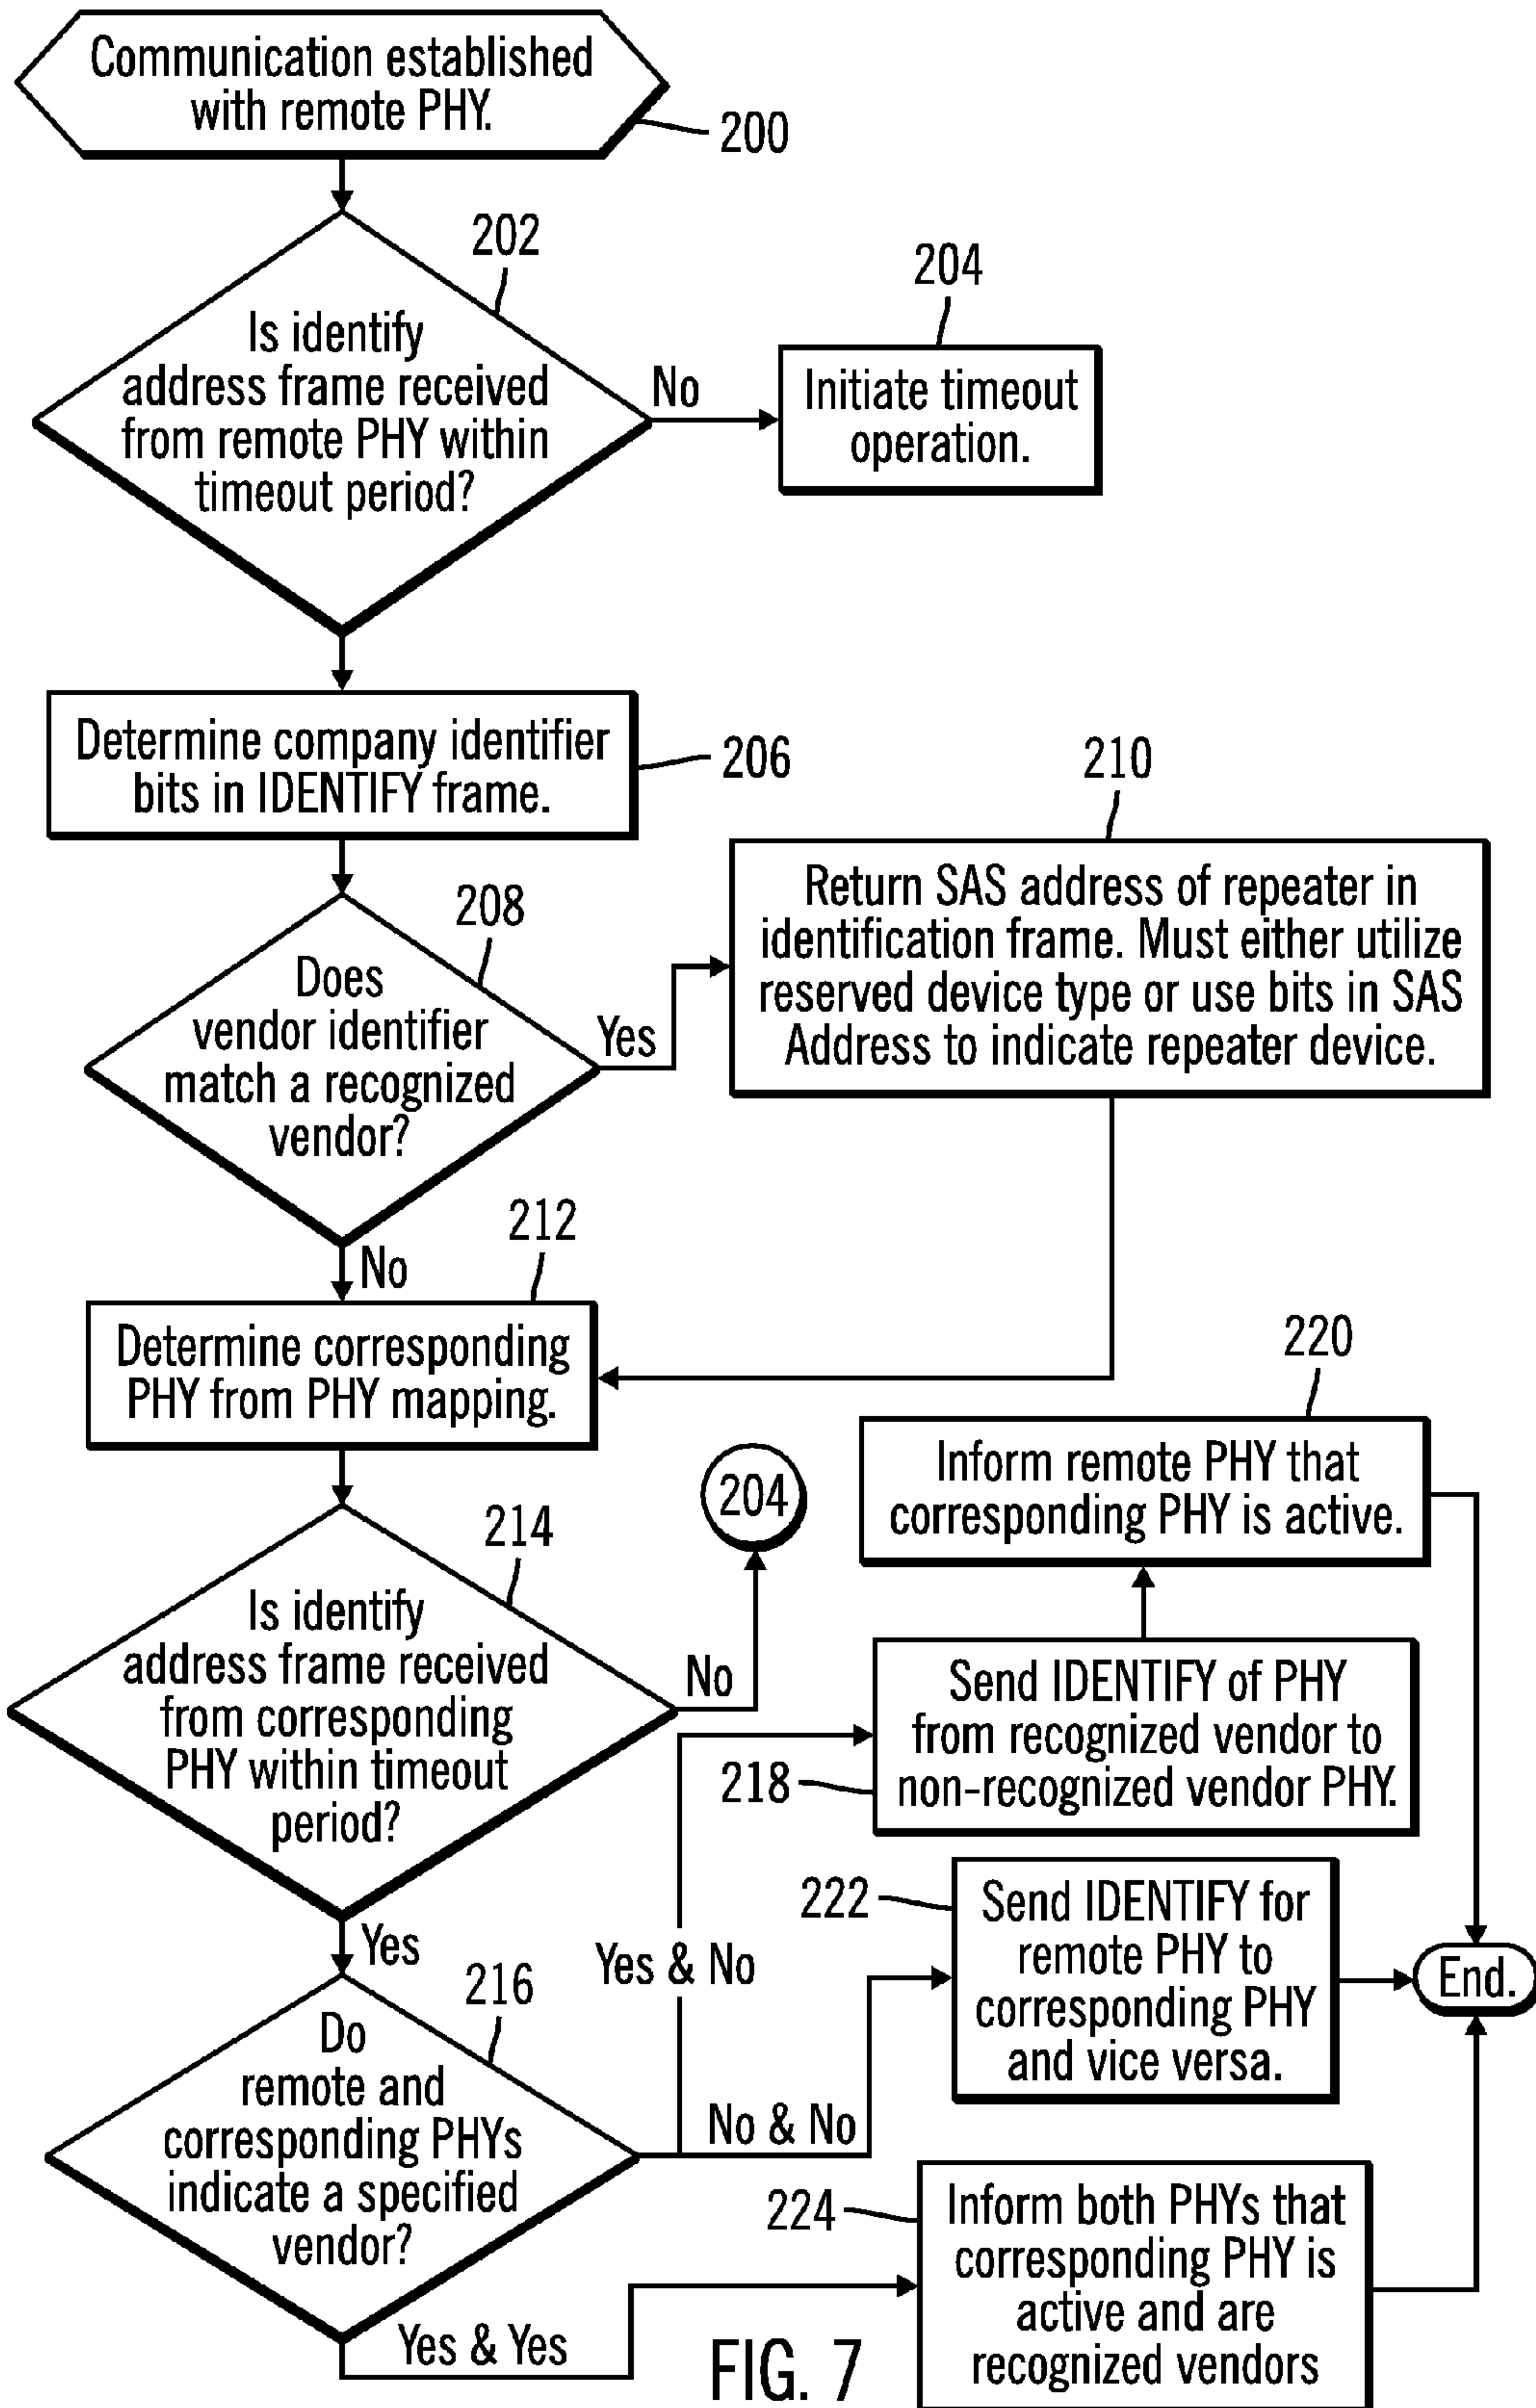 Communication established
with remote PHY.
200
202
Is identify
address frame received
from remote PHY within
timeout period?
No
204
Initiate timeout
operation.
Determine company identifier
bits in IDENTIFY frame.
206
208
Does
vendor identifier
match a recognized
vendor?
Yes
210
Return SAS address of repeater in
identification frame. Must either utilize
reserved device type or use bits in SAS
Address to indicate repeater device.
No
212
Determine corresponding
PHY from PHY mapping.
204
214
Is identify
address frame received
from corresponding
PHY within timeout
period?
No
Yes
220
Inform remote PHY that
corresponding PHY is active.
218
Send IDENTIFY of PHY
from recognized vendor to
non-recognized vendor PHY.
Yes & No
216
Do
remote and
corresponding PHYs
indicate a specified
vendor?
No & No
222
Send IDENTIFY for
remote PHY to
corresponding PHY
and vice versa.
End.
Yes & Yes
224
Inform both PHYs that
corresponding PHY is
active and are
recognized vendors
FIG. 7